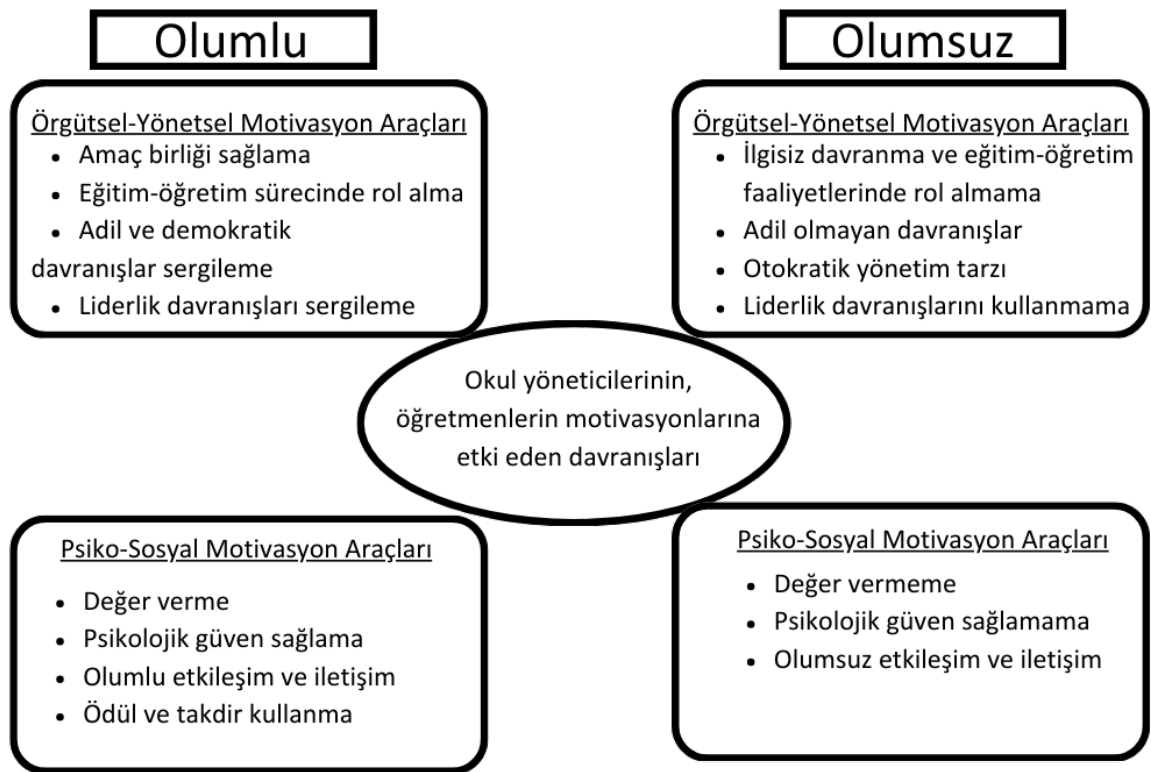 Olumlu
Olumsuz
Örgütsel-Yönetsel Motivasyon Araçları
• Amaç birliği sağlama
• Eğitim-öğretim sürecinde rol alma
• Adil ve demokratik
davranışlar sergileme
• Liderlik davranışları sergileme
Örgütsel-Yönetsel Motivasyon Araçları
• İlgisiz davranma ve eğitim-öğretim
faaliyetlerinde rol almama
• Adil olmayan davranışlar
• Otokratik yönetim tarzı
• Liderlik davranışlarını kullanmama
Okul yöneticilerinin,
öğretmenlerin motivasyonlarına
etki eden davranışları
Psiko-Sosyal Motivasyon Araçları
• Değer verme
• Psikolojik güven sağlama
• Olumlu etkileşim ve iletişim
• Ödül ve takdir kullanma
Psiko-Sosyal Motivasyon Araçları
• Değer vermeme
• Psikolojik güven sağlamama
• Olumsuz etkileşim ve iletişim